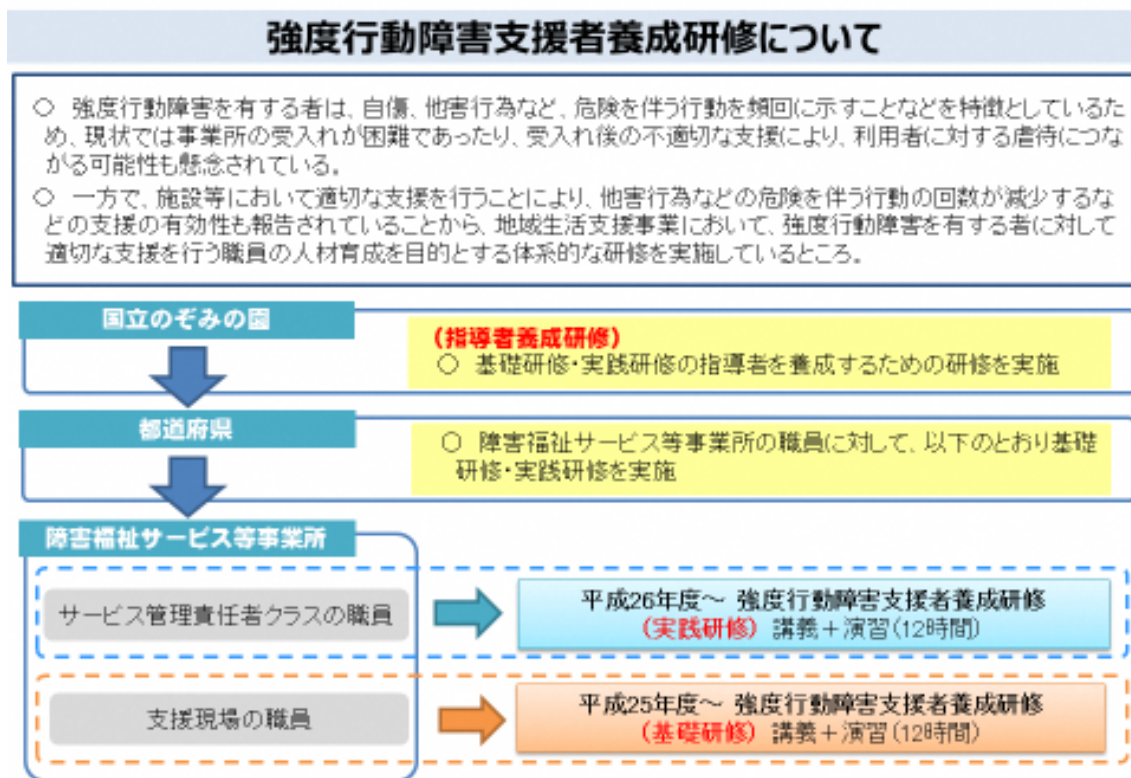 強度行動障害支援者養成研修について
○　強度行動障害を有する者は、自傷、他害行為など、危険を伴う行動を頻回に示すことなどを特徴としているた
め、現状では事業所の受入れが困難であったり、受入れ後の不適切な支援により、利用者に対する虐待につな
がる可能性も懸念されている。
○　一方で、施設等において適切な支援を行うことにより、他害行為などの危険を伴う行動の回数が減少するな
どの支援の有効性も報告されていることから、地域生活支援事業において、強度行動障害を有する者に対して
適切な支援を行う職員の人材育成を目的とする体系的な研修を実施しているところ。
国立のぞみの園
（指導者養成研修）
○　基礎研修・実践研修の指導者を養成するための研修を実施
都道府県
○　障害福祉サービス等事業所の職員に対して、以下のとおり基礎
研修・実践研修を実施
障害福祉サービス等事業所
サービス管理責任者クラスの職員
平成26年度～ 強度行動障害支援者養成研修
（実践研修） 講義＋演習（12時間）
支援現場の職員
平成25年度～ 強度行動障害支援者養成研修
（基礎研修） 講義＋演習（12時間）